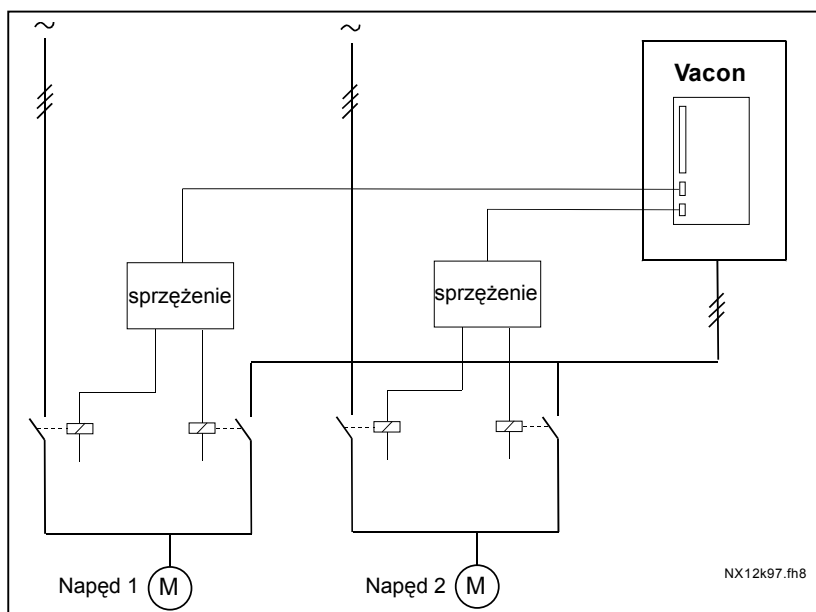 ~
~
Vacon
sprzężenie
sprzężenie
Napęd 1
M
Napęd 2
M
NX12k97.fh8